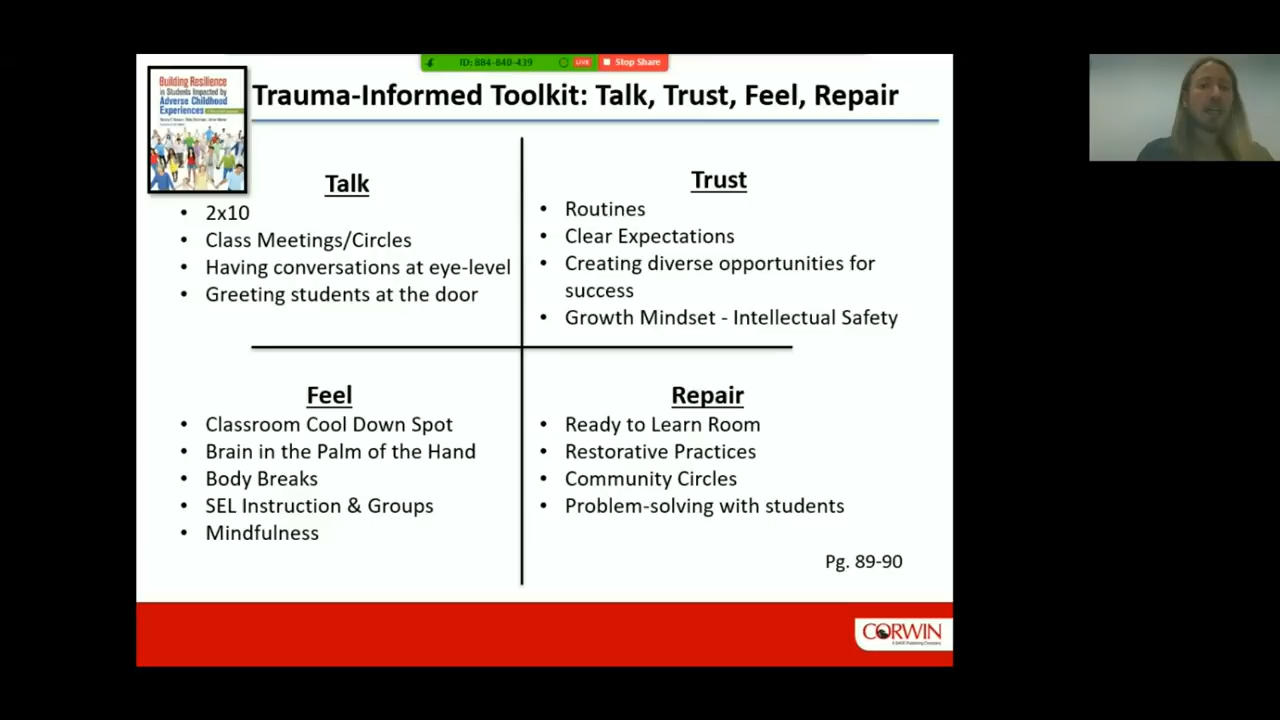 ID: 884-840-439 LIVE Stop Share
Building Resilience
in Students Impacted by
Adverse Childhood
Experiences
Trauma-Informed Toolkit: Talk, Trust, Feel, Repair
Talk
• 2x10
• Class Meetings/Circles
• Having conversations at eye-level
• Greeting students at the door
Trust
• Routines
• Clear Expectations
• Creating diverse opportunities for
success
• Growth Mindset - Intellectual Safety
Feel
• Classroom Cool Down Spot
• Brain in the Palm of the Hand
• Body Breaks
• SEL Instruction & Groups
• Mindfulness
Repair
• Ready to Learn Room
• Restorative Practices
• Community Circles
• Problem-solving with students
Pg. 89-90
CORWIN
A SAGE Publishing Company